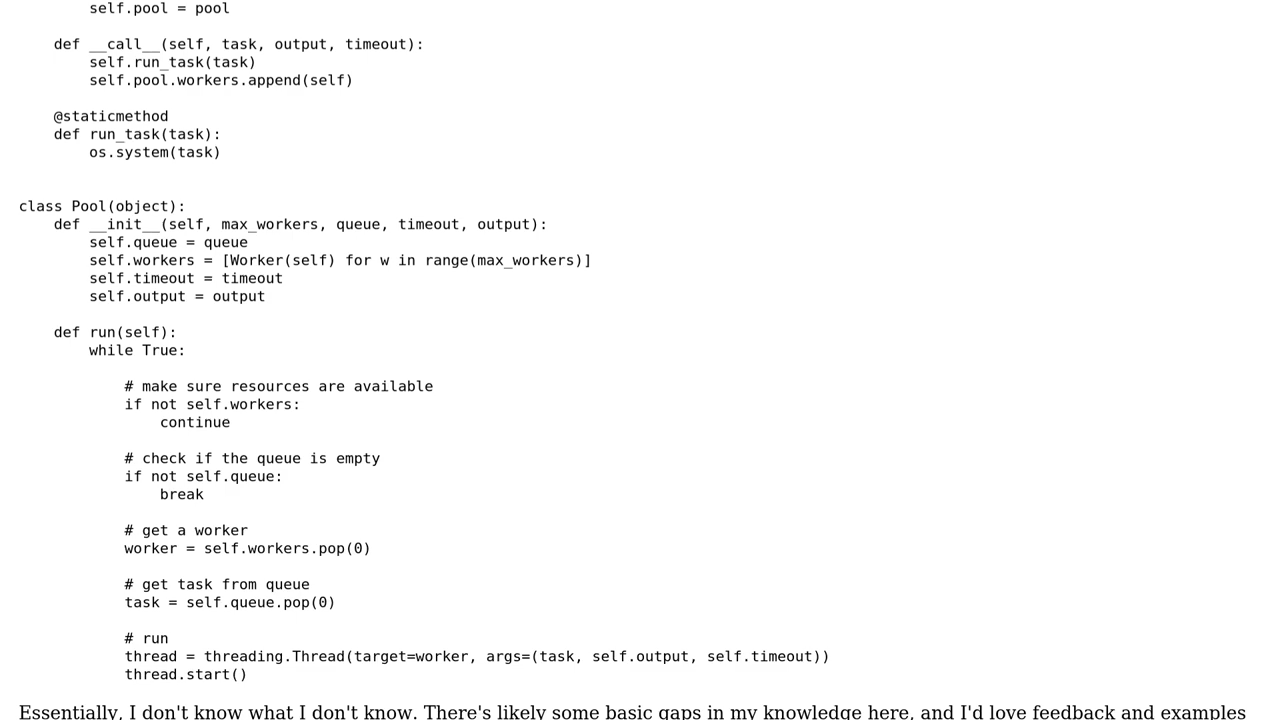 self.pool = pool
    def __call__(self, task, output, timeout):
        self.run_task(task)
        self.pool.workers.append(self)
    @staticmethod
    def run_task(task):
        os.system(task)
class Pool(object):
    def __init__(self, max_workers, queue, timeout, output):
        self.queue = queue
        self.workers = [Worker(self) for w in range(max_workers)]
        self.timeout = timeout
        self.output = output
    def run(self):
        while True:
            # make sure resources are available
            if not self.workers:
                continue
            # check if the queue is empty
            if not self.queue:
                break
            # get a worker
            worker = self.workers.pop(0)
            # get task from queue
            task = self.queue.pop(0)
            # run
            thread = threading.Thread(target=worker, args=(task, self.output, self.timeout))
            thread.start()
Essentially, I don't know what I don't know. There's likely some basic gaps in my knowledge here, and I'd love feedback and examples